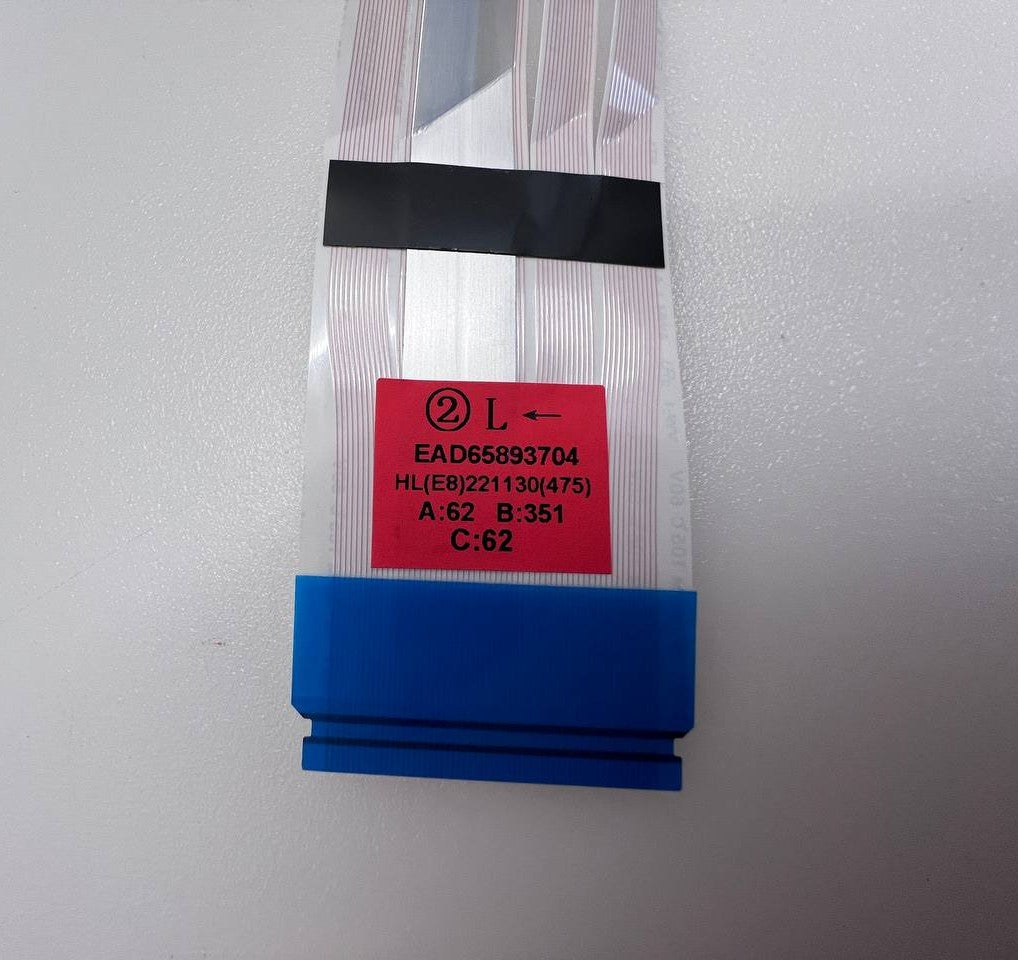 ② L ←
EAD65893704
HL(E8)221130(475)
A:62 B:351
C:62